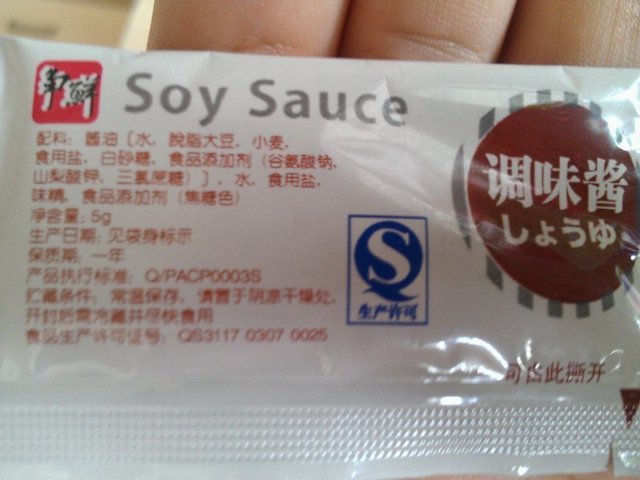 争鲜
Soy Sauce
配料: 酱油〔水、脱脂大豆、小麦、
食用盐、白砂糖、食品添加剂（谷氨酸钠、
山梨酸钾、三氯蔗糖）〕、水、食用盐、
味精、食品添加剂（焦糖色）
净含量: 5g
生产日期: 见袋身标示
保质期: 一年
产品执行标准: Q/PACP0003S
贮藏条件: 常温保存，请置于阴凉干燥处，
开封后需冷藏并尽快食用
食品生产许可证号: QS3117 0307 0025
S
生产许可
调味酱
しょうゆ
可由此撕开